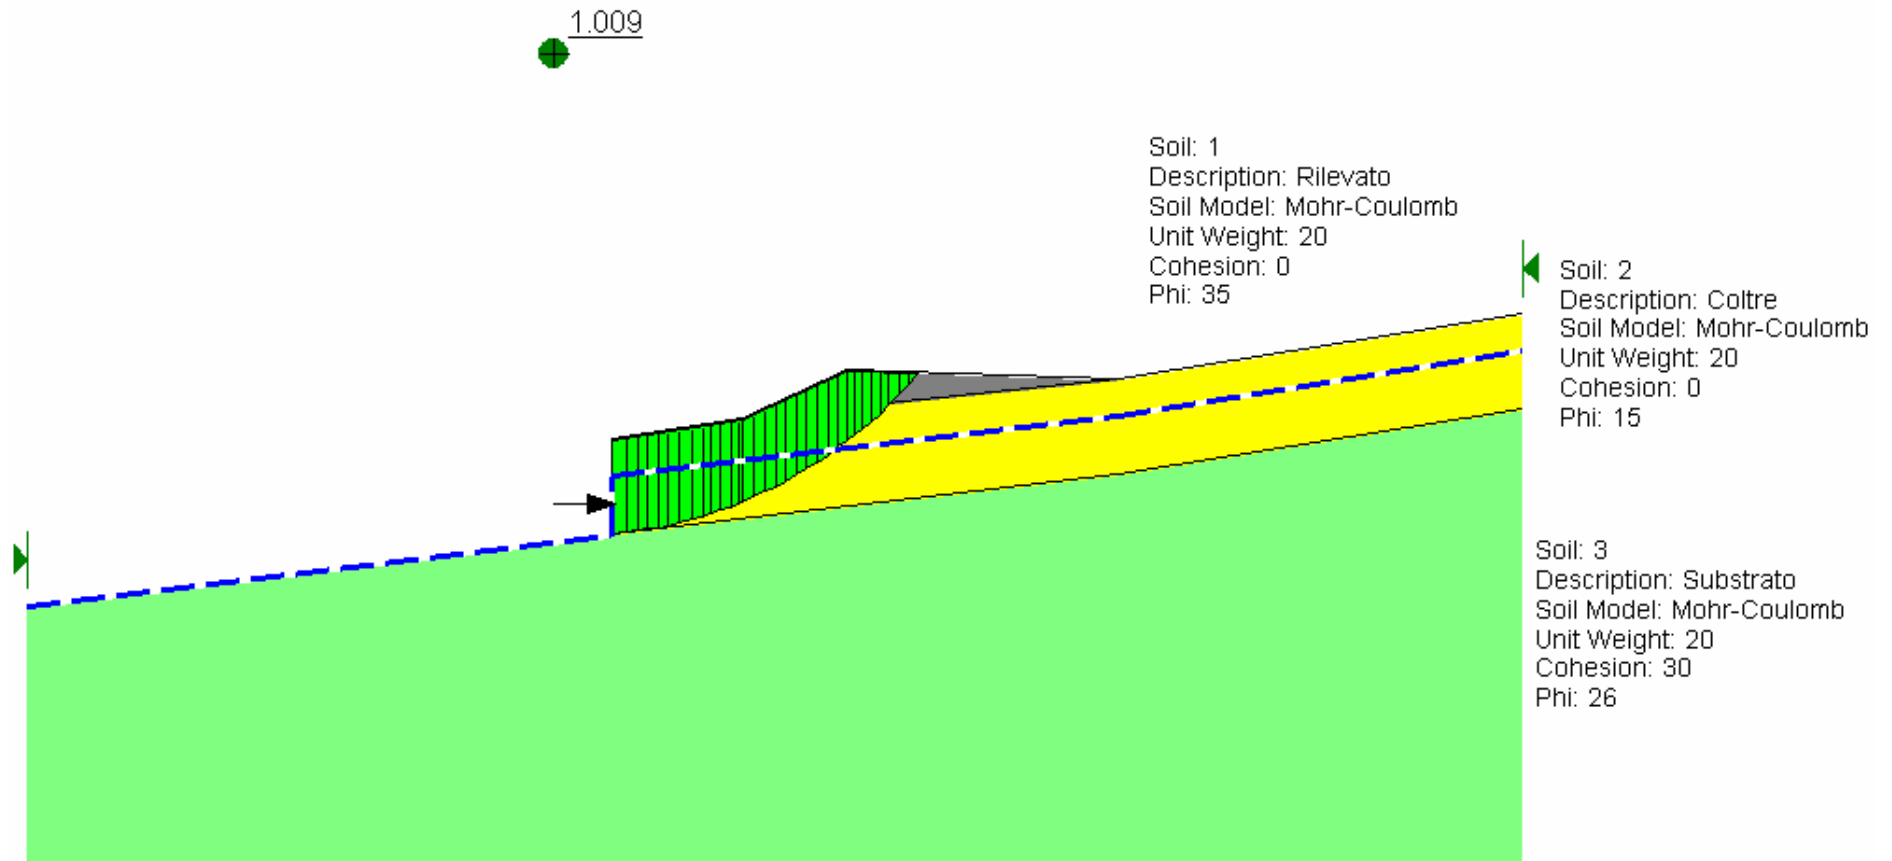 1.009
Soil: 1
Description: Rilevato
Soil Model: Mohr-Coulomb
Unit Weight: 20
Cohesion: 0
Phi: 35
Soil: 2
Description: Coltre
Soil Model: Mohr-Coulomb
Unit Weight: 20
Cohesion: 0
Phi: 15
Soil: 3
Description: Substrato
Soil Model: Mohr-Coulomb
Unit Weight: 20
Cohesion: 30
Phi: 26